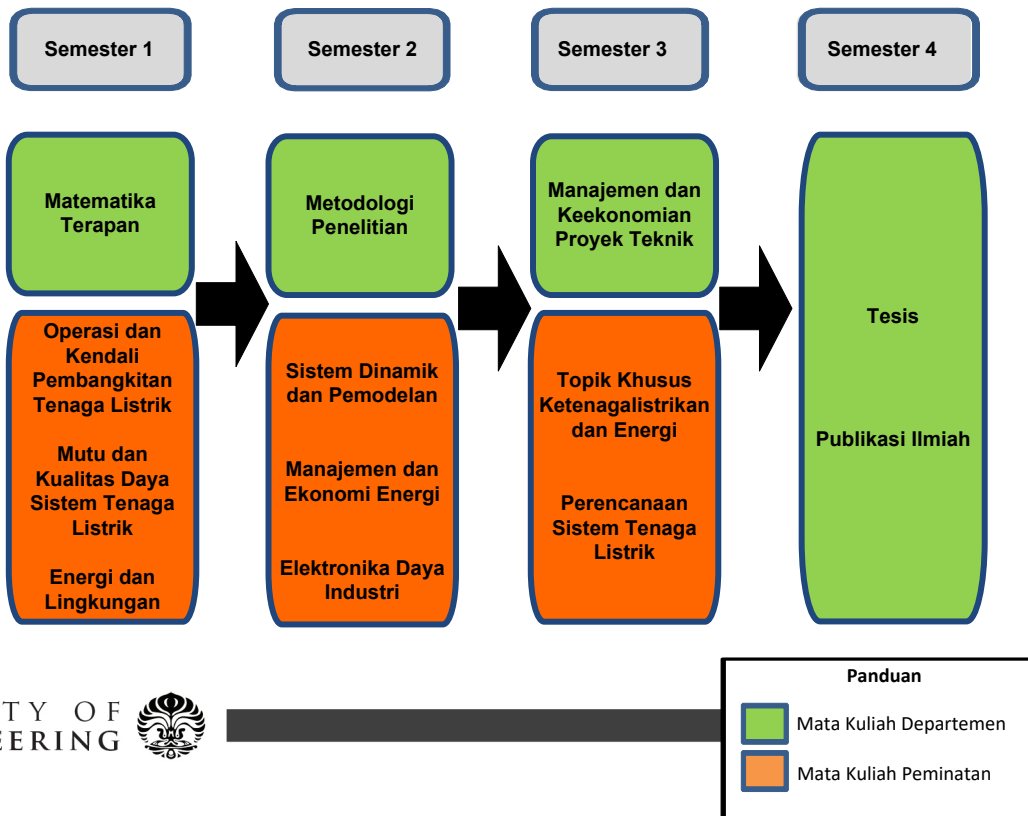 Semester 1
Semester 2
Semester 3
Semester 4
Matematika
Terapan
Metodologi
Penelitian
Manajemen dan
Keekonomian
Proyek Teknik
Operasi dan
Kendali
Pembangkitan
Tenaga Listrik
Mutu dan
Kualitas Daya
Sistem Tenaga
Listrik
Energi dan
Lingkungan
Sistem Dinamik
dan Pemodelan
Manajemen dan
Ekonomi Energi
Elektronika Daya
Industri
Topik Khusus
Ketenagalistrikan
dan Energi
Perencanaan
Sistem Tenaga
Listrik
Tesis
Publikasi Ilmiah
TY OF
EERING
Panduan
Mata Kuliah Departemen
Mata Kuliah Peminatan